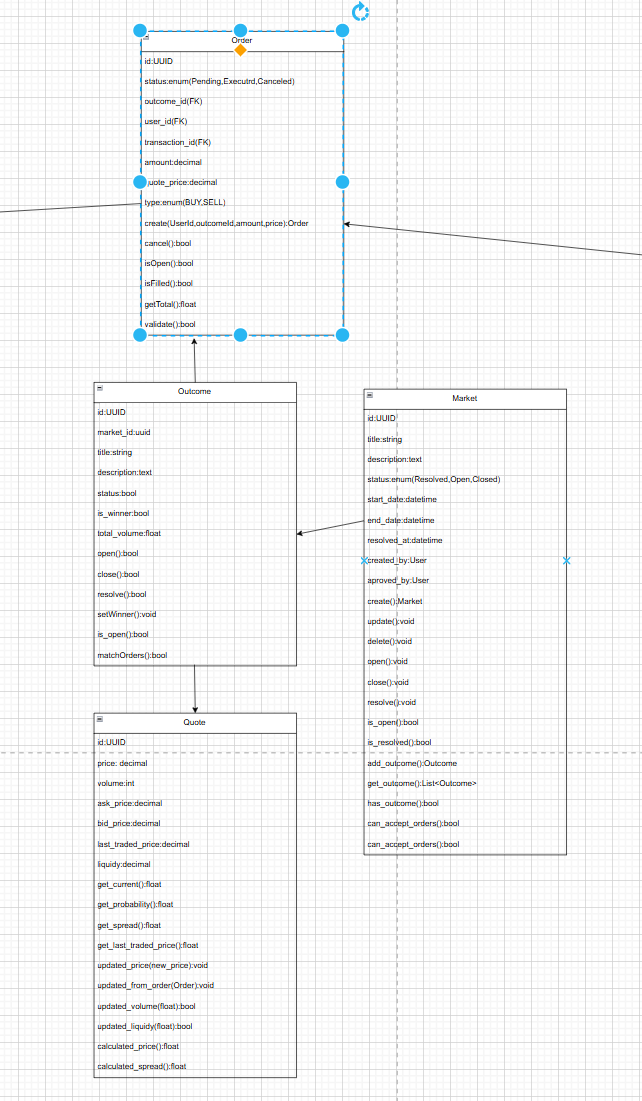 Order
id:UUID
status:enum(Pending,Executrd,Canceled)
outcome_id(FK)
user_id(FK)
transaction_id(FK)
amount:decimal
quote_price:decimal
type:enum(BUY,SELL)
create(UserId,outcomeId,amount,price):Order
cancel():bool
isOpen():bool
isFilled():bool
getTotal():float
validate():bool
Outcome
id:UUID
market_id:uuid
title:string
description:text
status:bool
is_winner:bool
total_volume:float
open():bool
close():bool
resolve():bool
setWinner():void
is_open():bool
matchOrders():bool
Market
id:UUID
title:string
description:text
status:enum(Resolved,Open,Closed)
start_date:datetime
end_date:datetime
resolved_at:datetime
created_by:User
aproved_by:User
create():Market
update():void
delete():void
open():void
close():void
resolve():void
is_open():bool
is_resolved():bool
add_outcome():Outcome
get_outcome():List<Outcome>
has_outcome():bool
can_accept_orders():bool
can_accept_orders():bool
Quote
id:UUID
price: decimal
volume:int
ask_price:decimal
bid_price:decimal
last_traded_price:decimal
liquidy:decimal
get_current():float
get_probability():float
get_spread():float
get_last_traded_price():float
updated_price(new_price):void
updated_from_order(Order):void
updated_volume(float):bool
updated_liquidy(float):bool
calculated_price():float
calculated_spread():float